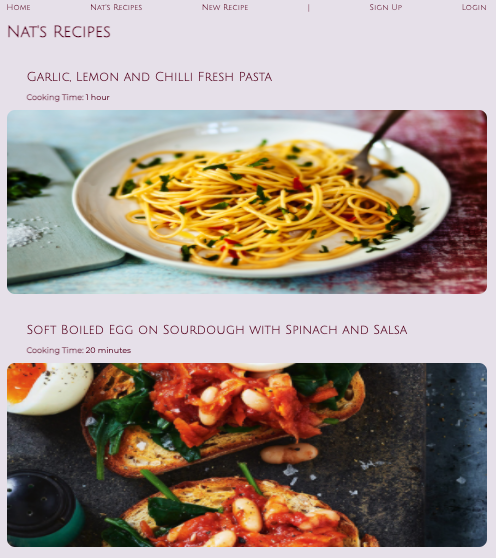 Home Nat's Recipes New Recipe | Sign Up Login
Nat's Recipes
Garlic, Lemon and Chilli Fresh Pasta
Cooking Time: 1 hour
Soft Boiled Egg on Sourdough with Spinach and Salsa
Cooking Time: 20 minutes